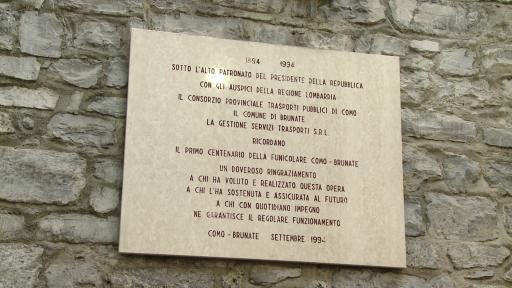 1894 1994
SOTTO L'ALTO PATRONATO DEL PRESIDENTE DELLA REPUBBLICA
CON GLI AUSPICI DELLA REGIONE LOMBARDIA
IL CONSORZIO PROVINCIALE TRASPORTI PUBBLICI DI COMO
IL COMUNE DI BRUNATE
LA GESTIONE SERVIZI TRASPORTI S.R.L.
RICORDANO
IL PRIMO CENTENARIO DELLA FUNICOLARE COMO-BRUNATE
UN DOVEROSO RINGRAZIAMENTO
A CHI HA VOLUTO E REALIZZATO QUESTA OPERA
A CHI L'HA SOSTENUTA E ASSICURATA AL FUTURO
A CHI CON QUOTIDIANO IMPEGNO
NE GARANTISCE IL REGOLARE FUNZIONAMENTO
COMO-BRUNATE SETTEMBRE 1994